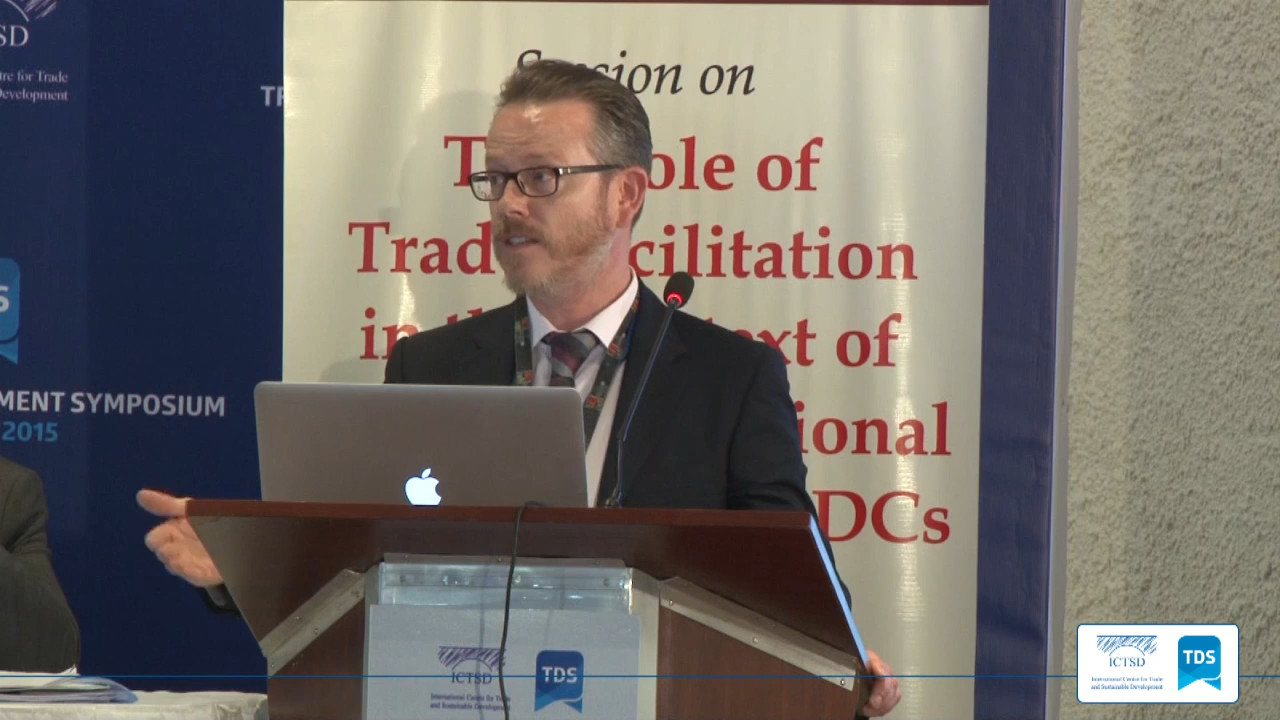 SD
tre for Trade
Development
TR
S
MENT SYMPOSIUM
2015
Session on
T ole of
Trad cilitation
in th xt of
ional
DCs
ICTSD
International Centre for Trade
and Sustainable Development
TDS
ICTSD
International Centre for Trade
and Sustainable Development
TDS